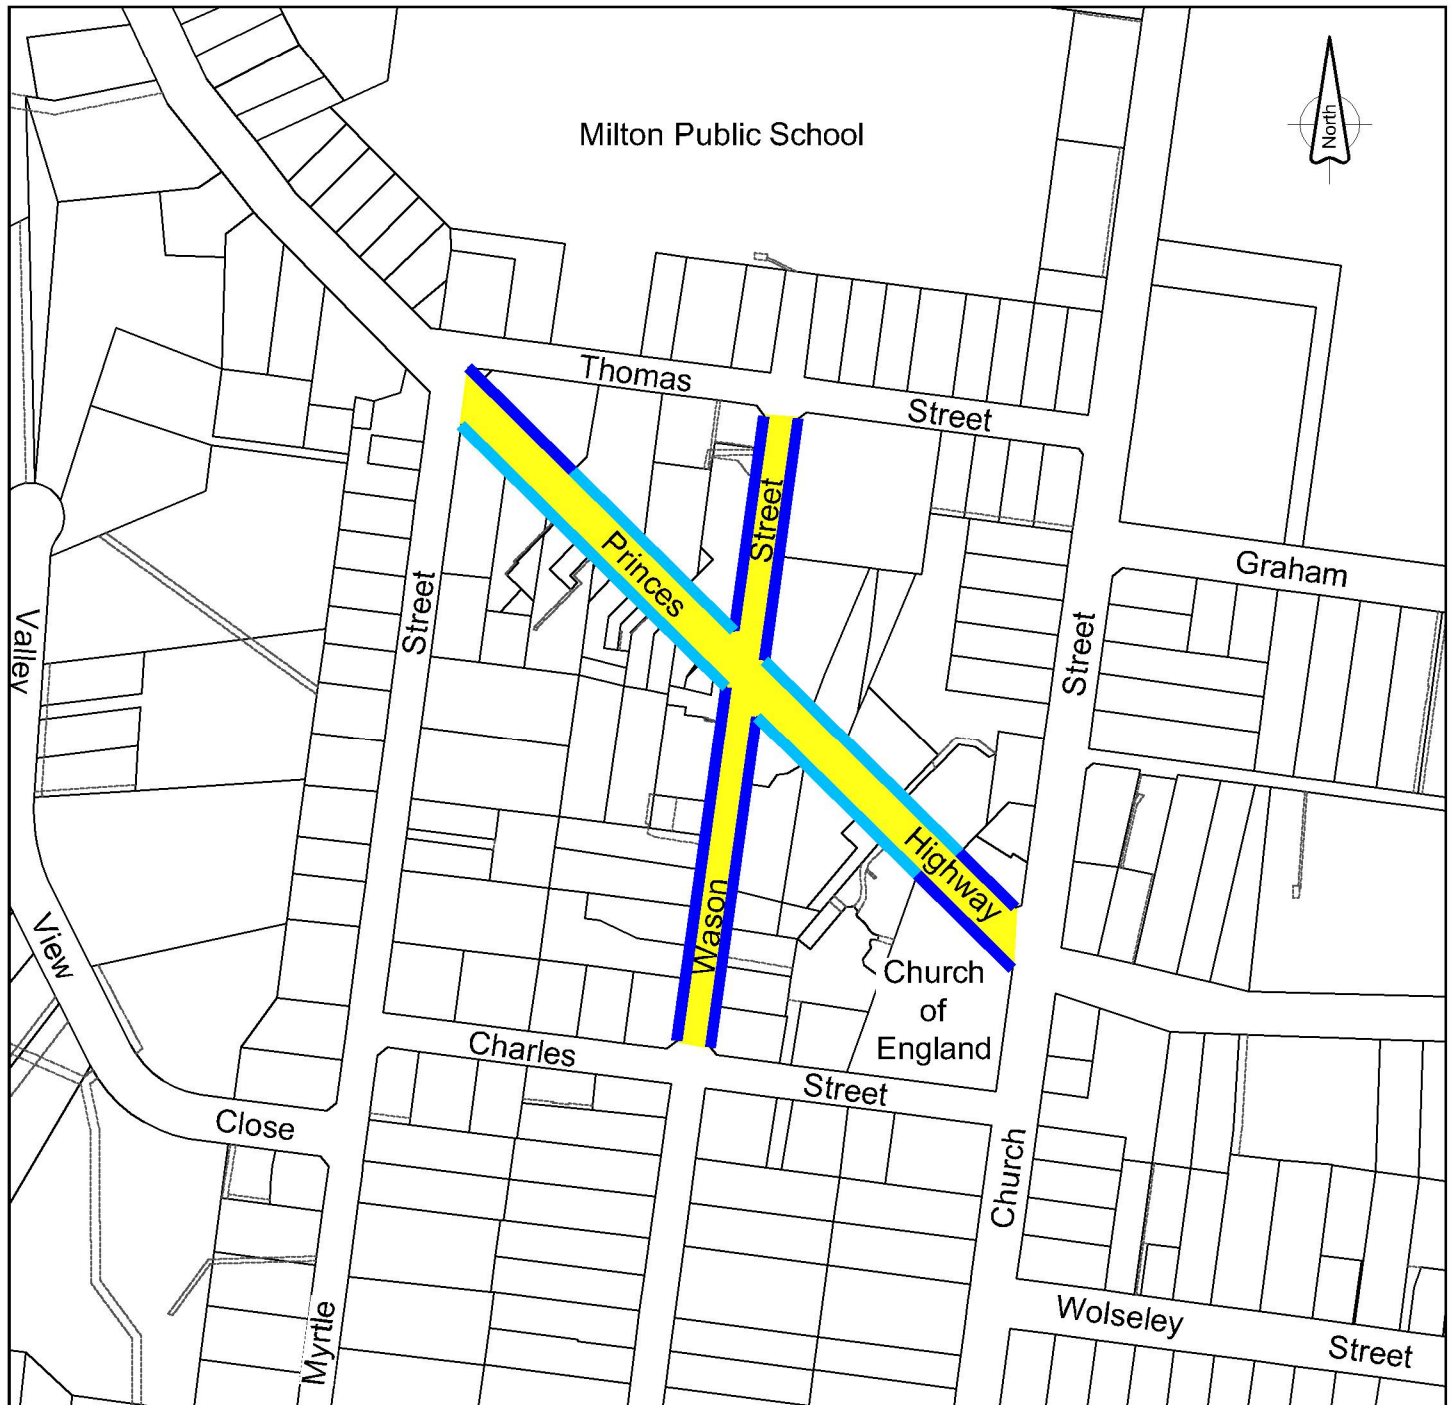 Milton Public School
North
Thomas
Street
Street
Princes
Graham
Street
Street
Valley
Highway
Wason
View
Church
of
England
Charles
Street
Close
Church
Myrtle
Wolseley
Street